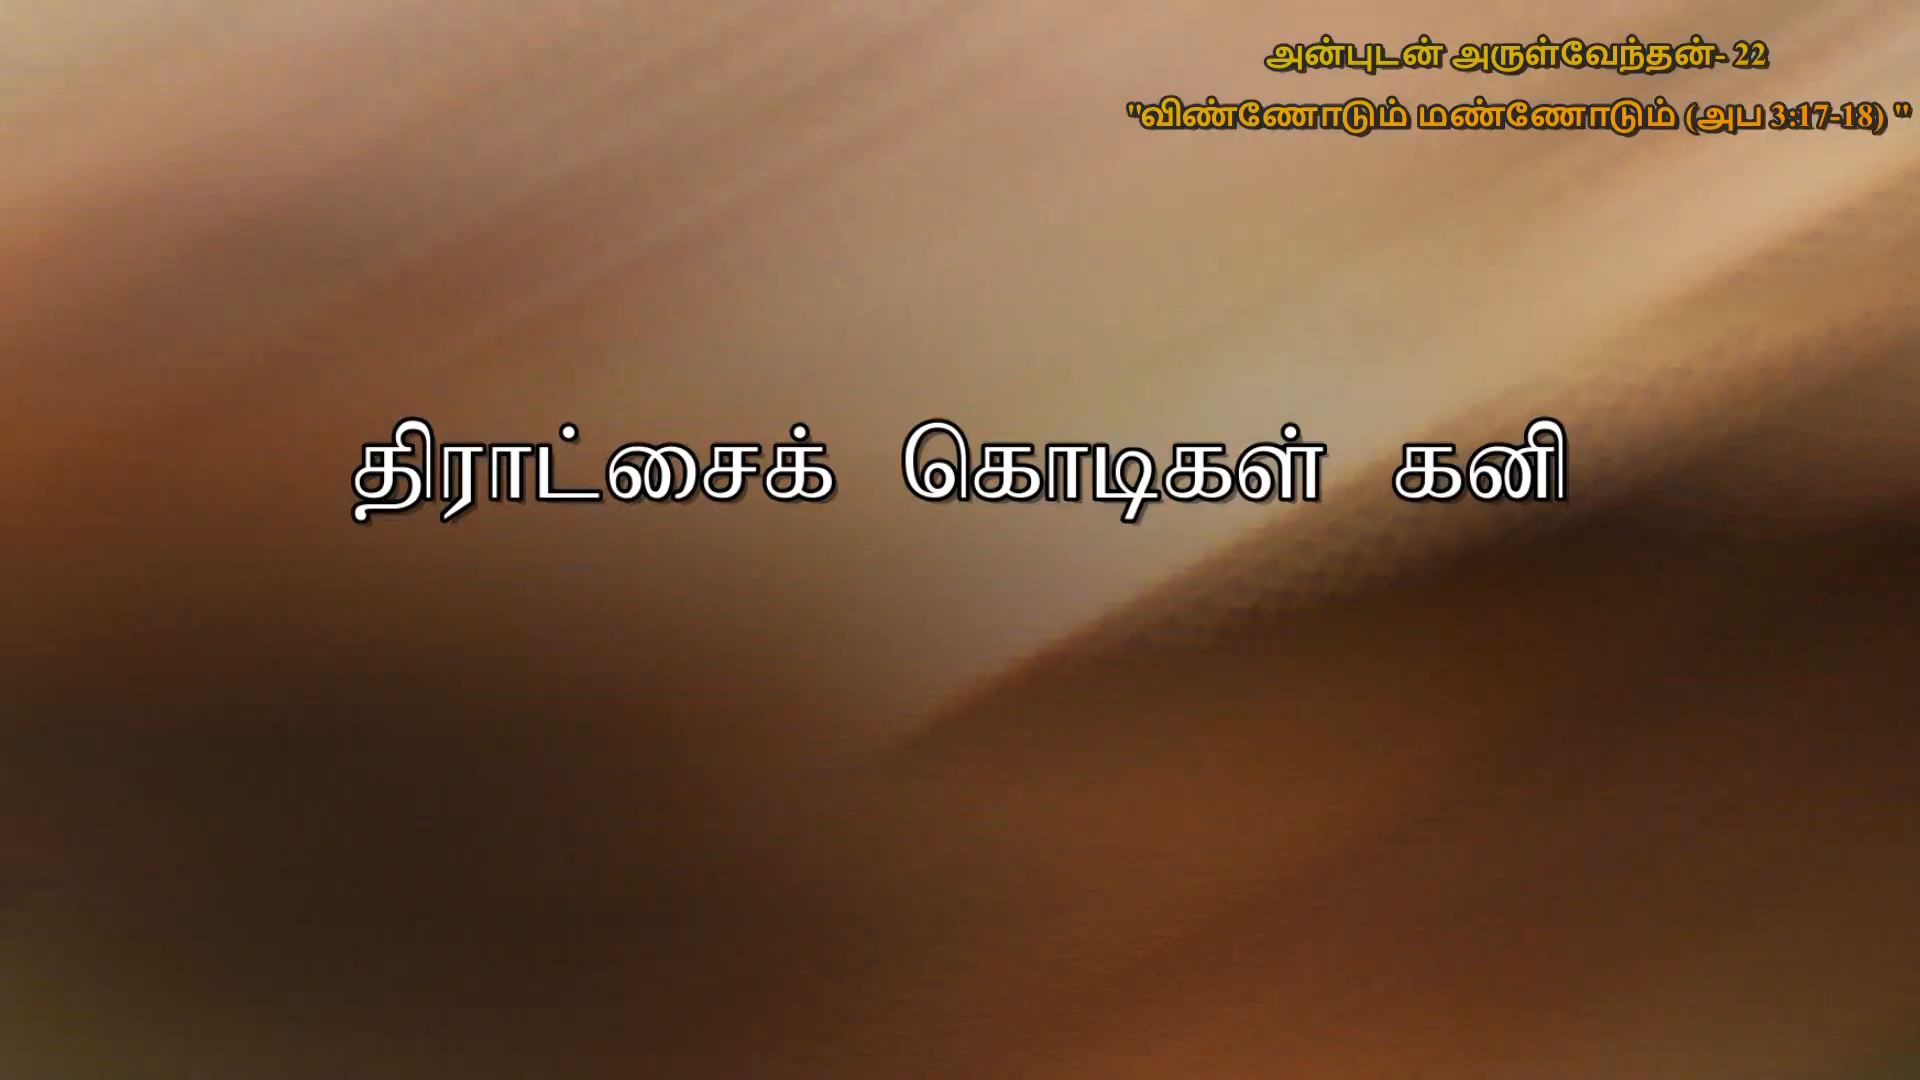 அன்புடன் அருள்வேந்தன்- 22
"விண்ணோடும் மண்ணோடும் (அப 3:17-18) "
திராட்சைக் கொடிகள் கனி